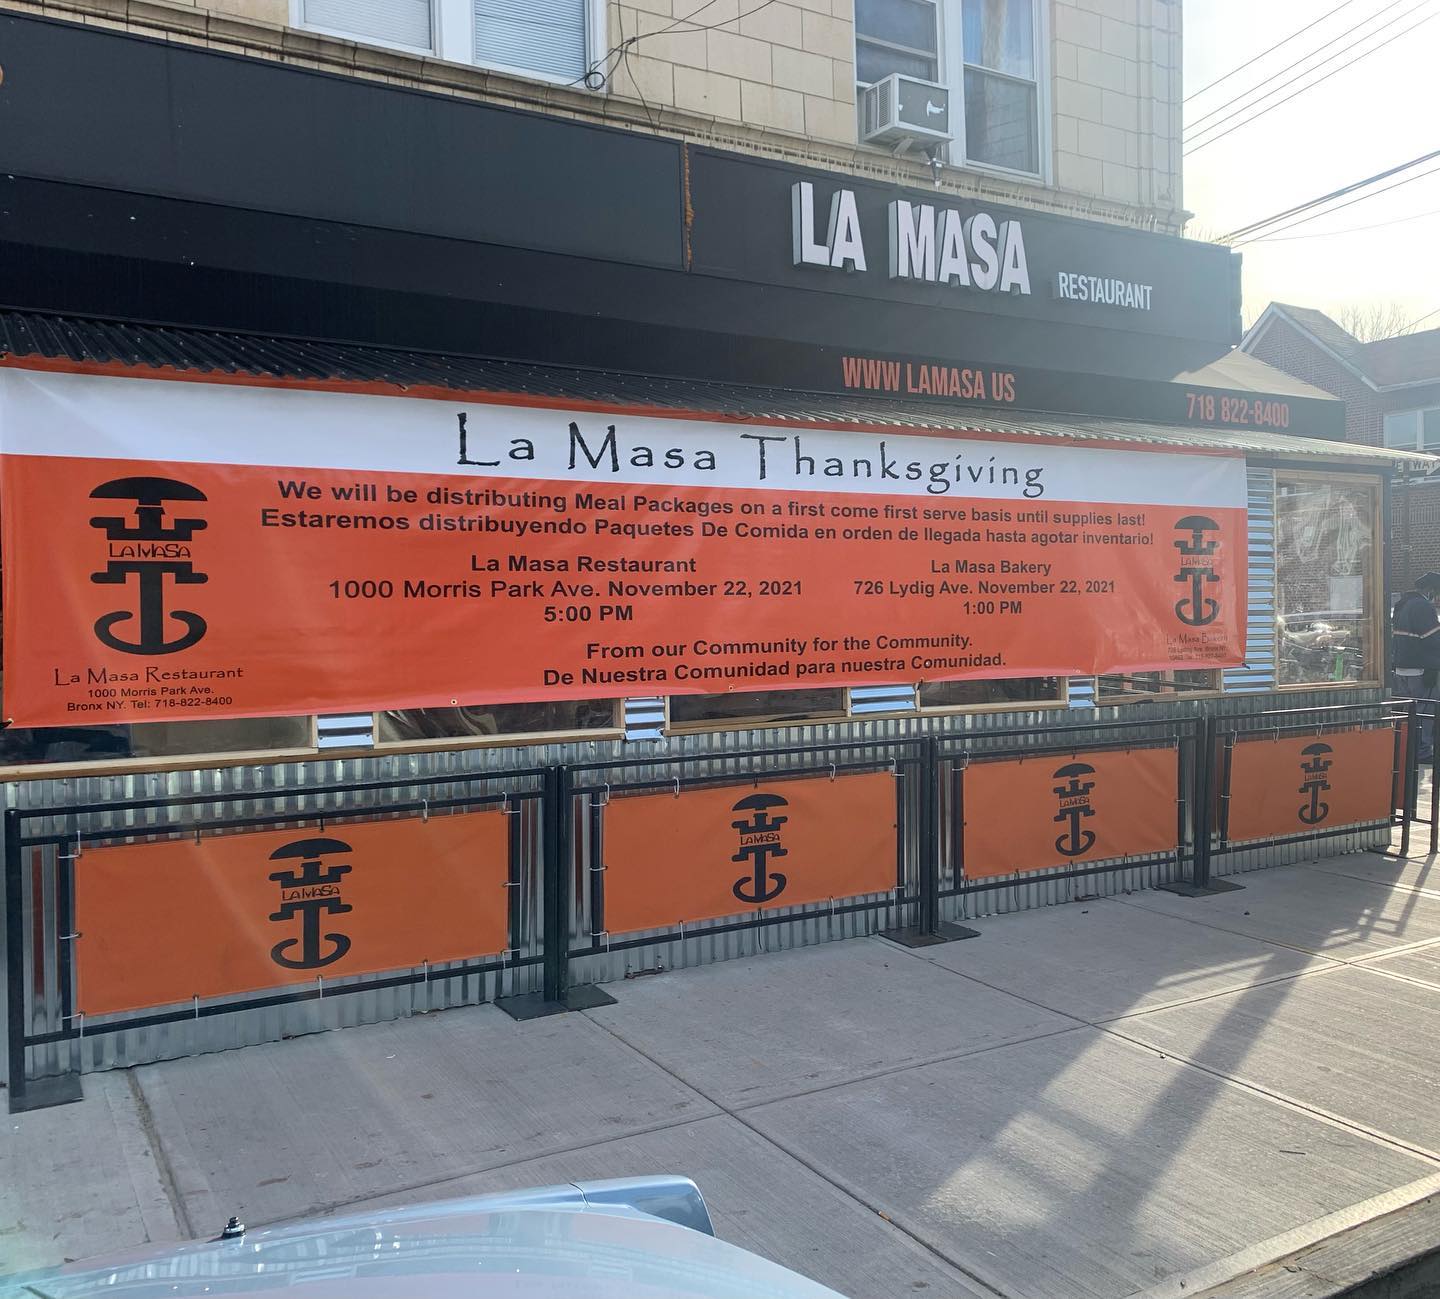 LA MASA RESTAURANT
WWW LAMASA US
718 822-8400
La Masa Thanksgiving
We will be distributing Meal Packages on a first come first serve basis until supplies last!
Estaremos distribuyendo Paquetes De Comida en orden de llegada hasta agotar inventario!
La Masa Restaurant
1000 Morris Park Ave. November 22, 2021
5:00 PM
La Masa Bakery
726 Lydig Ave. November 22, 2021
1:00 PM
From our Community for the Community.
De Nuestra Comunidad para nuestra Comunidad.
LA MASA
La Masa Restaurant
1000 Morris Park Ave.
Bronx NY. Tel: 718-822-8400
LA MASA
La Masa Bakery
LA MASA
LA MASA
LA MASA
LA MASA